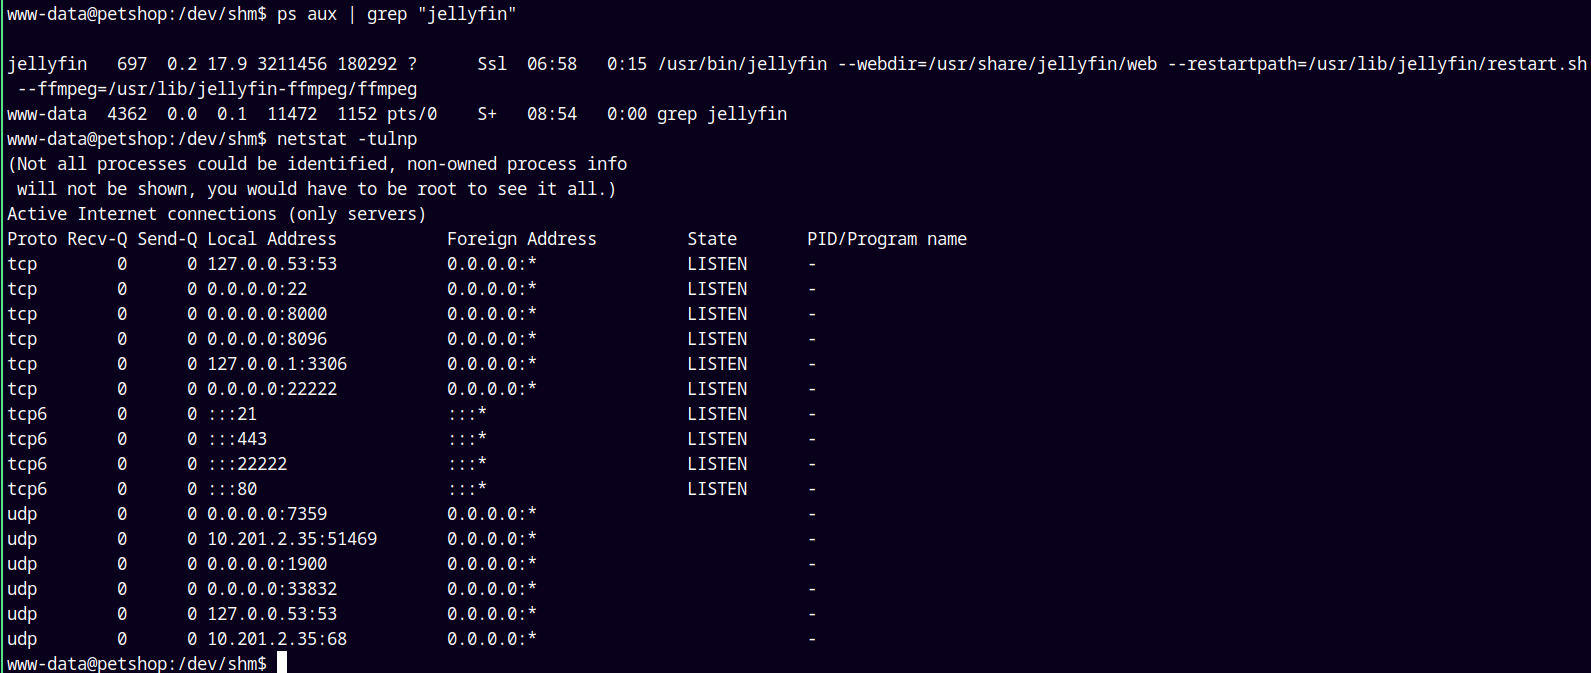 www-data@petshop:/dev/shm$ ps aux | grep "jellyfin"

jellyfin   697  0.2 17.9 3211456 180292 ?      Ssl  06:58   0:15 /usr/bin/jellyfin --webdir=/usr/share/jellyfin/web --restartpath=/usr/lib/jellyfin/restart.sh
 --ffmpeg=/usr/lib/jellyfin-ffmpeg/ffmpeg
www-data  4362  0.0  0.1  11472  1152 pts/0    S+   08:54   0:00 grep jellyfin
www-data@petshop:/dev/shm$ netstat -tulnp
(Not all processes could be identified, non-owned process info
 will not be shown, you would have to be root to see it all.)
Active Internet connections (only servers)
Proto Recv-Q Send-Q Local Address           Foreign Address         State       PID/Program name
tcp        0      0 127.0.0.53:53           0.0.0.0:*               LISTEN      -
tcp        0      0 0.0.0.0:22              0.0.0.0:*               LISTEN      -
tcp        0      0 0.0.0.0:8000            0.0.0.0:*               LISTEN      -
tcp        0      0 0.0.0.0:8096            0.0.0.0:*               LISTEN      -
tcp        0      0 127.0.0.1:3306          0.0.0.0:*               LISTEN      -
tcp        0      0 0.0.0.0:22222           0.0.0.0:*               LISTEN      -
tcp6       0      0 :::21                   :::*                    LISTEN      -
tcp6       0      0 :::443                  :::*                    LISTEN      -
tcp6       0      0 :::22222                :::*                    LISTEN      -
tcp6       0      0 :::80                   :::*                    LISTEN      -
udp        0      0 0.0.0.0:7359            0.0.0.0:*                           -
udp        0      0 10.201.2.35:51469       0.0.0.0:*                           -
udp        0      0 0.0.0.0:1900            0.0.0.0:*                           -
udp        0      0 0.0.0.0:33832           0.0.0.0:*                           -
udp        0      0 127.0.0.53:53           0.0.0.0:*                           -
udp        0      0 10.201.2.35:68          0.0.0.0:*                           -
www-data@petshop:/dev/shm$